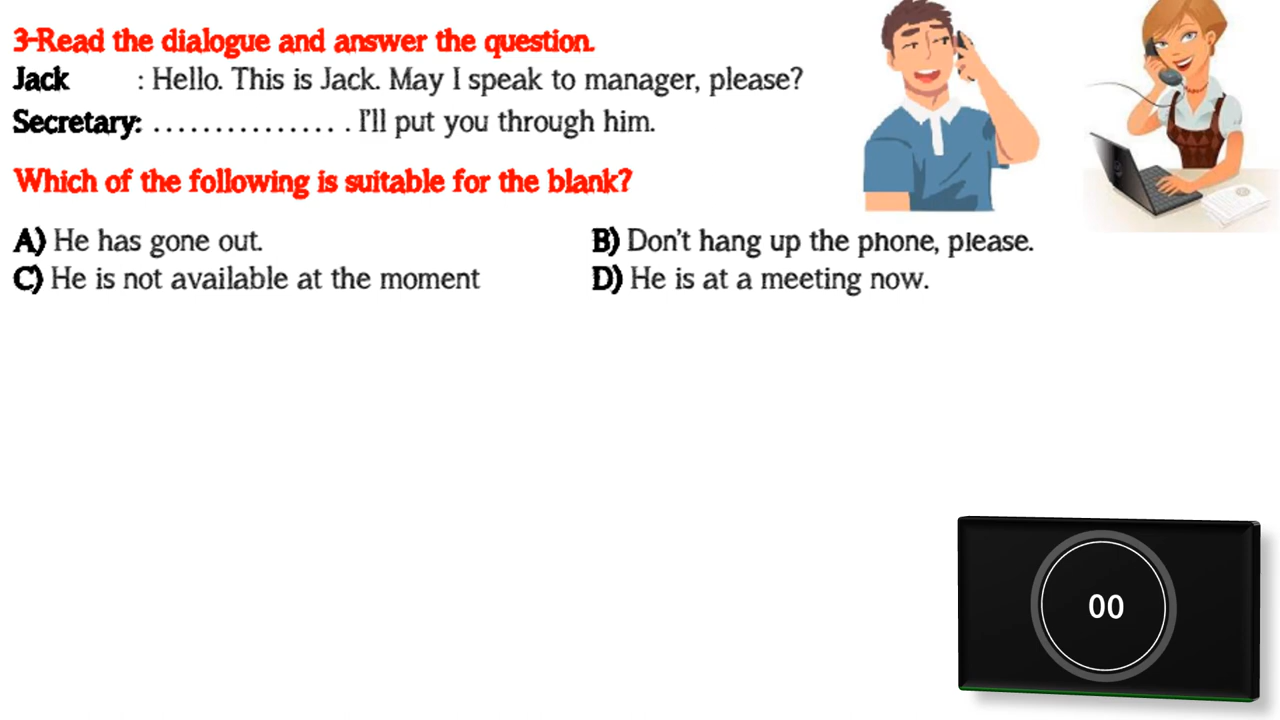 3-Read the dialogue and answer the question.
Jack : Hello. This is Jack. May I speak to manager, please?
Secretary: ............... . I'll put you through him.
Which of the following is suitable for the blank?
A) He has gone out.
B) Don't hang up the phone, please.
C) He is not available at the moment
D) He is at a meeting now.
00